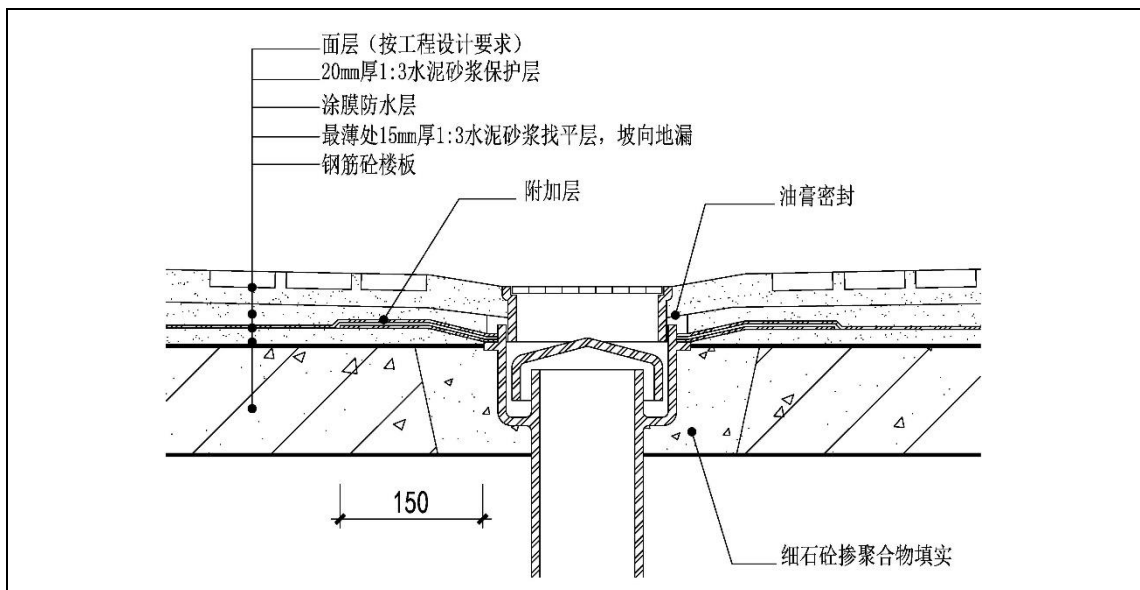 面层（按工程设计要求）
20mm厚1:3水泥砂浆保护层
涂膜防水层
最薄处15mm厚1:3水泥砂浆找平层，坡向地漏
钢筋砼楼板
附加层
油膏密封
150
细石砼掺聚合物填实